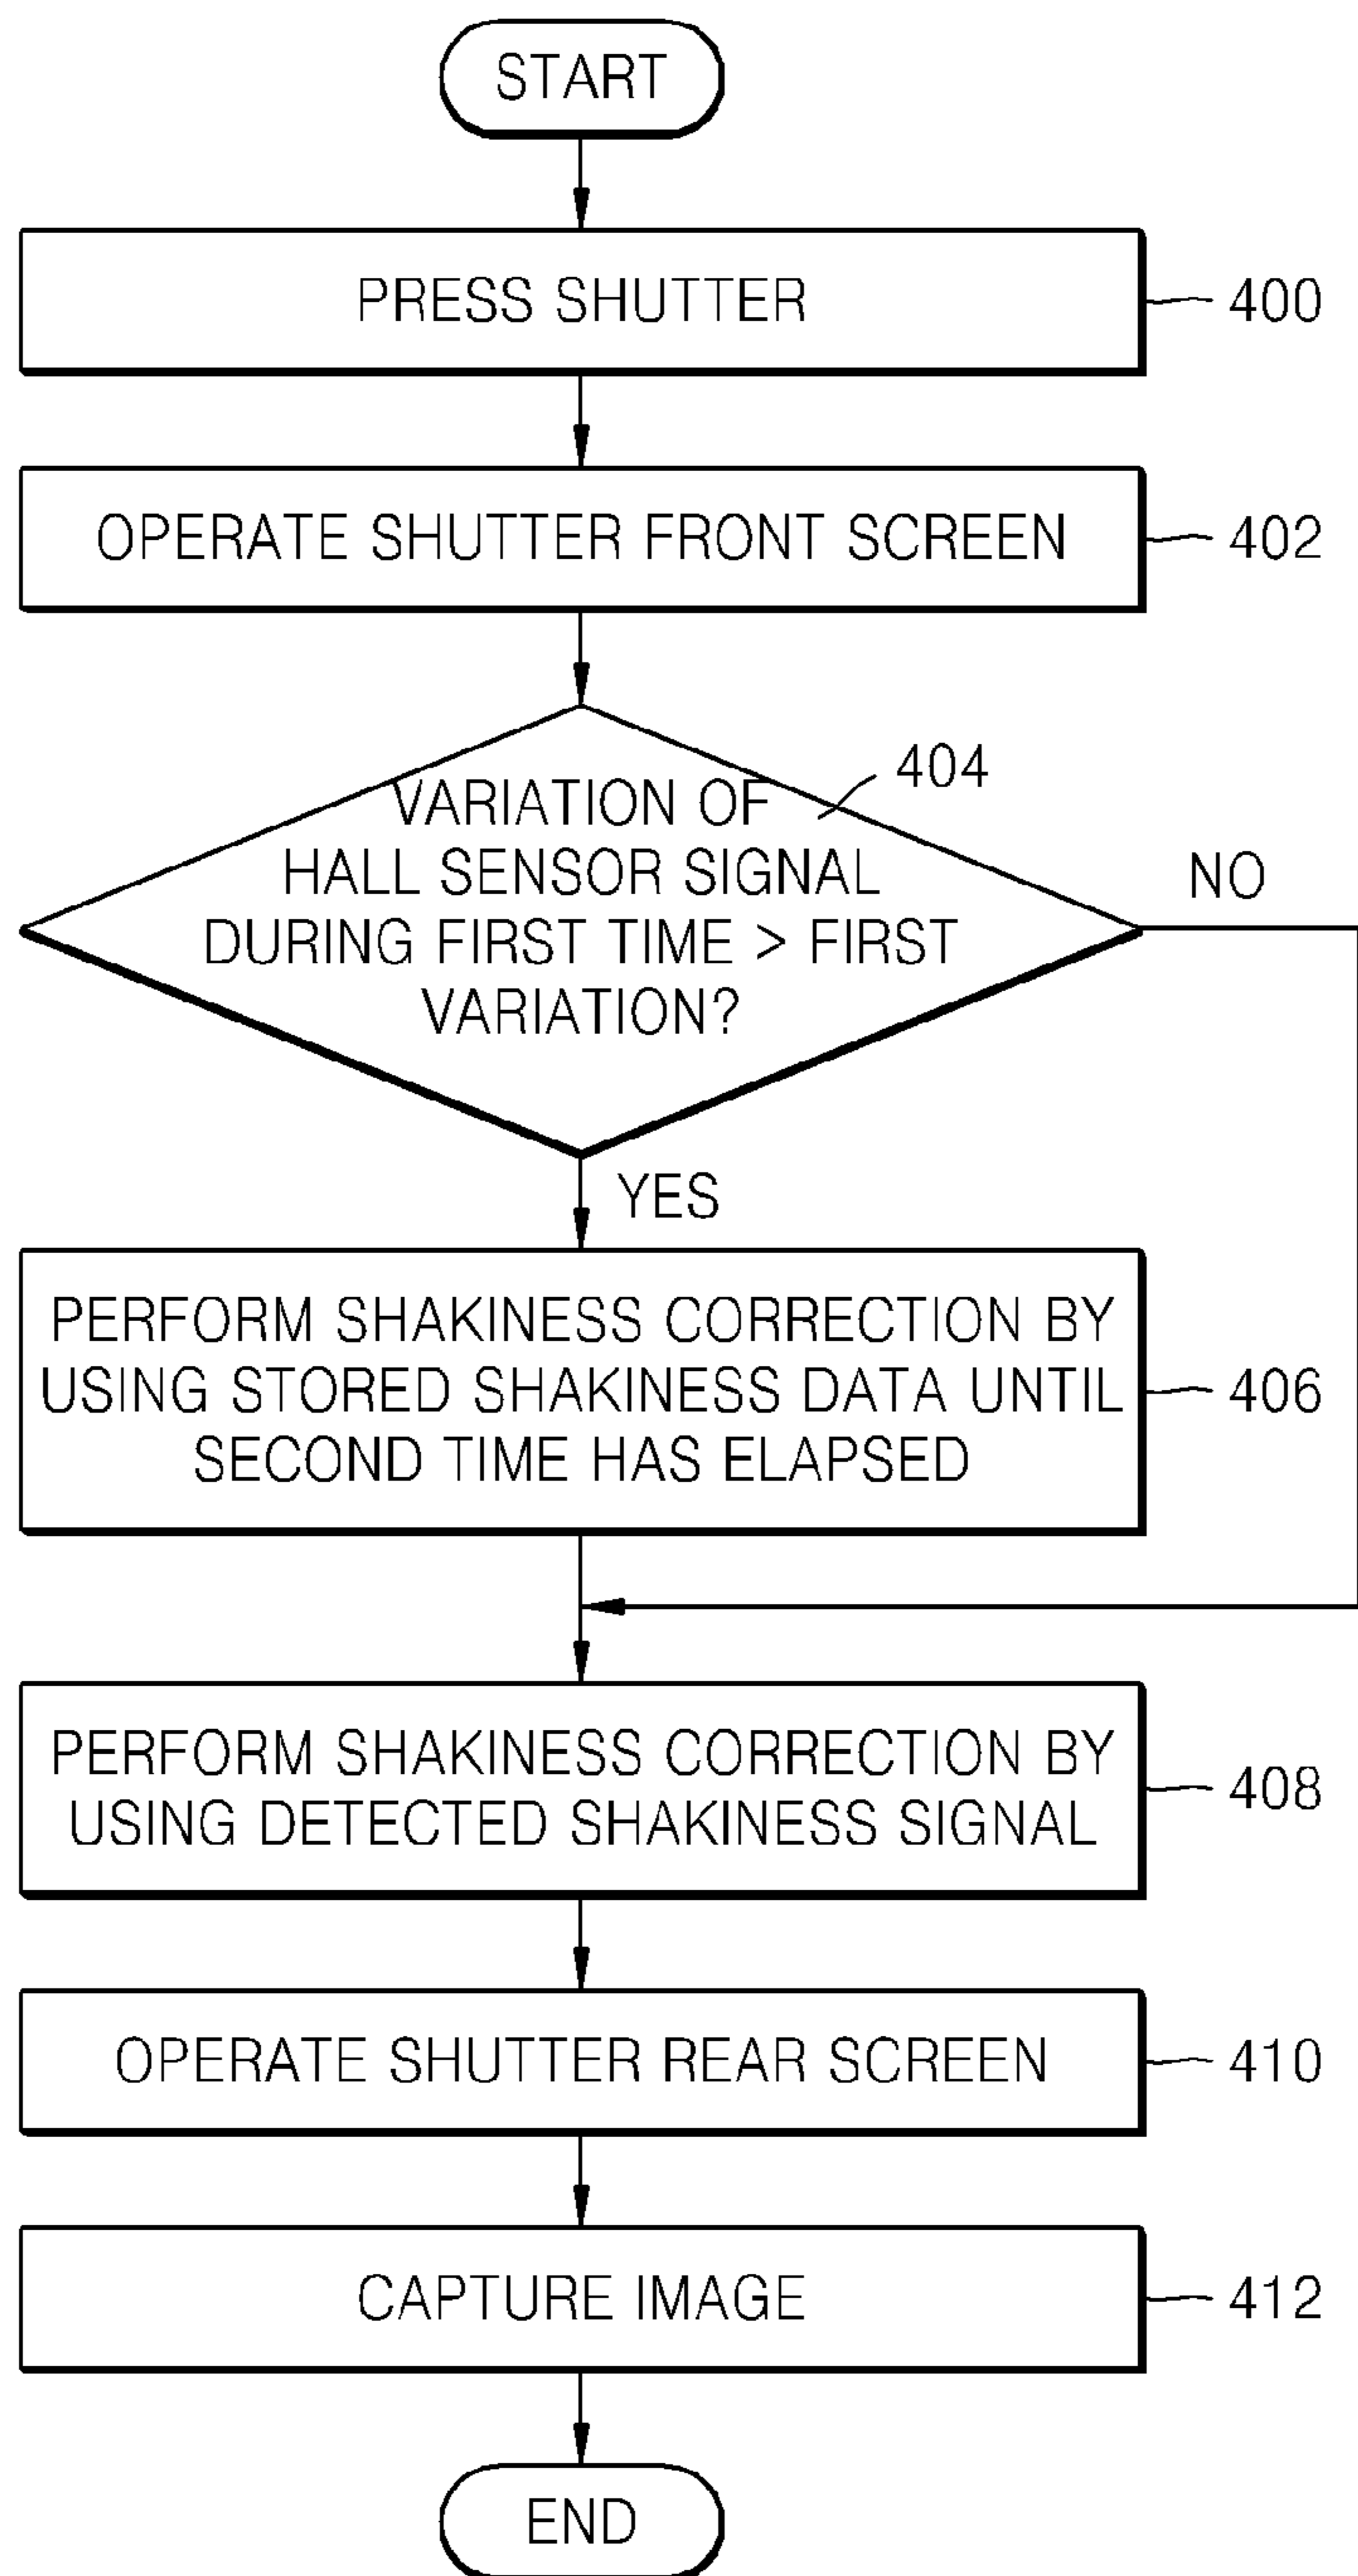 START
PRESS SHUTTER
400
OPERATE SHUTTER FRONT SCREEN
402
404
VARIATION OF
HALL SENSOR SIGNAL
DURING FIRST TIME > FIRST
VARIATION?
NO
YES
PERFORM SHAKINESS CORRECTION BY
USING STORED SHAKINESS DATA UNTIL
SECOND TIME HAS ELAPSED
406
PERFORM SHAKINESS CORRECTION BY
USING DETECTED SHAKINESS SIGNAL
408
OPERATE SHUTTER REAR SCREEN
410
CAPTURE IMAGE
412
END